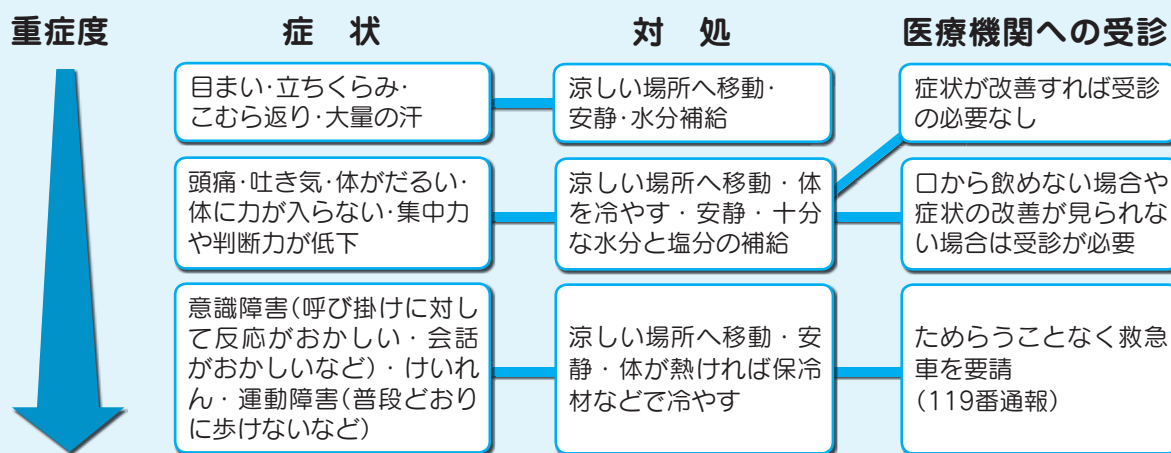 重症度
症　状
対　処
医療機関への受診
目まい・立ちくらみ・
こむら返り・大量の汗
涼しい場所へ移動・
安静・水分補給
症状が改善すれば受診
の必要なし
頭痛・吐き気・体がだるい・
体に力が入らない・集中力
や判断力が低下
涼しい場所へ移動・体
を冷やす・安静・十分
な水分と塩分の補給
口から飲めない場合や
症状の改善が見られな
い場合は受診が必要
意識障害(呼び掛けに対し
て反応がおかしい・会話
がおかしいなど)・けいれ
ん・運動障害(普段どおり
に歩けないなど)
涼しい場所へ移動・安
静・体が熱ければ保冷
材などで冷やす
ためらうことなく救急
車を要請
(119番通報)